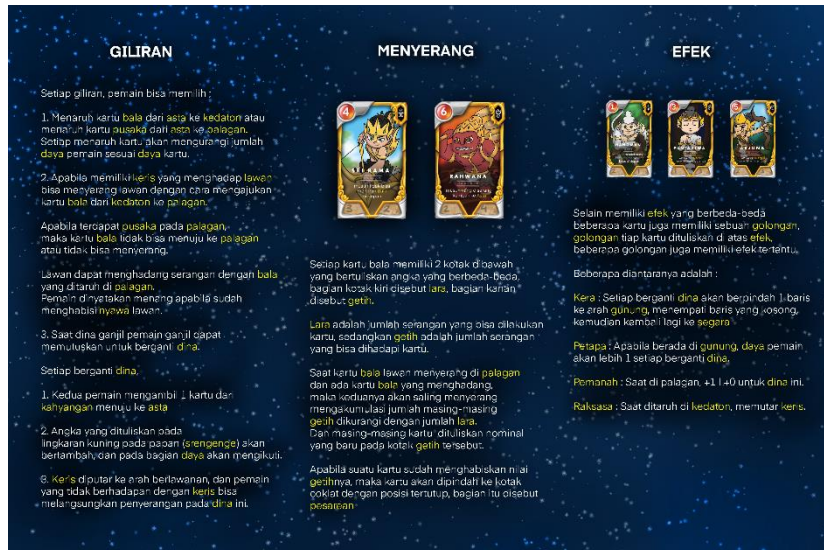 GILIRAN
Setiap giliran, pemain bisa memilih :
1. Menaruh kartu bala dari asta ke kedaton atau
menaruh kartu pusaka dari asta ke palagan.
Setiap menaruh kartu akan mengurangi jumlah
daya pemain sesuai daya kartu.
2. Apabila memiliki keris yang menghadap lawan
bisa menyerang lawan dengan cara mengajukan
kartu bala dari kedaton ke palagan.
Apabila terdapat pusaka pada palagan,
maka kartu bala tidak bisa menuju ke palagan
atau tidak bisa menyerang.
Lawan dapat menghadang serangan dengan bala
yang ditaruh di palagan.
Pemain dinyatakan menang apabila sudah
menghabisi nyawa lawan.
3. Saat dina ganjil pemain ganjil dapat
memutuskan untuk berganti dina.
Setiap berganti dina,
1. Kedua pemain mengambil 1 kartu dari
kahyangan menuju ke asta
2. Angka yang dituliskan pada
lingkaran kuning pada papan (srengenge) akan
bertambah, dan pada bagian daya akan mengikuti.
3. Keris diputar ke arah berlawanan, dan pemain
yang tidak berhadapan dengan keris bisa
melangsungkan penyerangan pada dina ini.
MENYERANG
4
SRI RAMA
6
RAHWANA
Setiap kartu bala memiliki 2 kotak dibawah
yang bertuliskan angka yang berbeda-beda,
bagian kotak kiri disebut lara, bagian kanan
disebut getih.
Lara adalah jumlah serangan yang bisa dilakukan
kartu, sedangkan getih adalah jumlah serangan
yang bisa dihadapi kartu.
Saat kartu bala lawan menyerang di palagan
dan ada kartu bala yang menghadang,
maka keduanya akan saling menyerang
mengakumulasi jumlah masing-masing
getih dikurangi dengan jumlah lara.
Dan masing-masing kartu dituliskan nominal
yang baru pada kotak getih tersebut.
Apabila suatu kartu sudah menghabiskan nilai
getihnya, maka kartu akan dipindah ke kotak
coklat dengan posisi tertutup, bagian itu disebut
pasarean
EFEK
Selain memiliki efek yang berbeda-beda
beberapa kartu juga memiliki sebuah golongan,
golongan tiap kartu dituliskan di atas efek,
beberapa golongan juga memiliki efek tertentu.
Beberapa diantaranya adalah :
Kera : Setiap berganti dina akan berpindah 1 baris
ke arah gunung, menempati baris yang kosong,
kemudian kembali lagi ke segara
Petapa : Apabila berada di gunung, daya pemain
akan lebih 1 setiap berganti dina.
Pemanah : Saat di palagan, +1 | +0 untuk dina ini.
Raksasa : Saat ditaruh di kedaton, memutar keris.